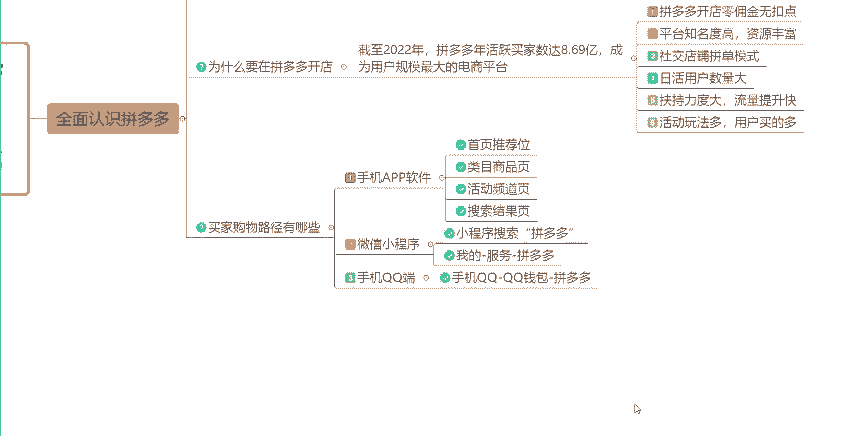 全面认识拼多多
为什么要在拼多多开店
截至2022年，拼多多年活跃买家数达8.69亿，成
为用户规模最大的电商平台
拼多多开店零佣金无扣点
平台知名度高，资源丰富
社交店铺拼单模式
日活用户数量大
扶持力度大，流量提升快
活动玩法多，用户买的多
买家购物路径有哪些
手机APP软件
首页推荐位
类目商品页
活动频道页
搜索结果页
微信小程序
小程序搜索“拼多多”
我的-服务-拼多多
手机QQ端
手机QQ-QQ钱包-拼多多